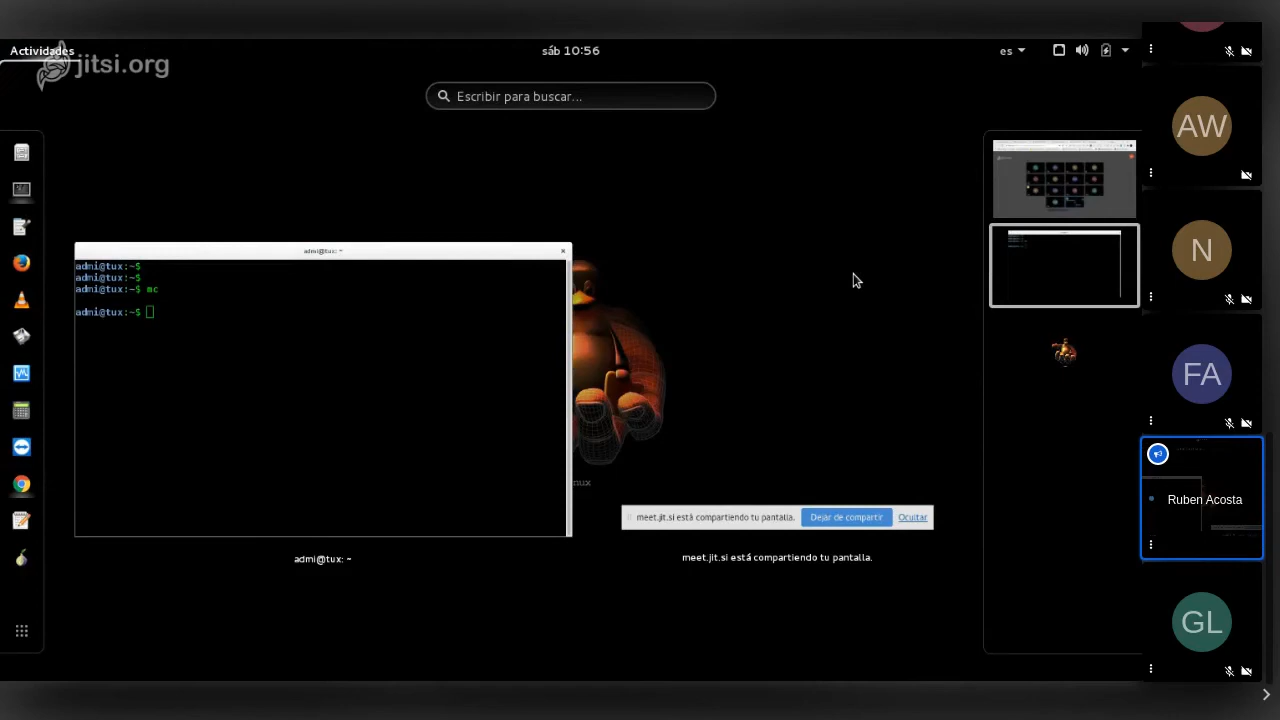 Actividades
sáb 10:56
es
jitsi.org
Escribir para buscar...
admi@tux: ~
admi@tux:~$
admi@tux:~$
admi@tux:~$ mc
admi@tux:~$
nux
meet.jit.si está compartiendo tu pantalla.
Dejar de compartir
Ocultar
admi@tux: ~
meet.jit.si está compartiendo tu pantalla.
AW
N
FA
Ruben Acosta
GL